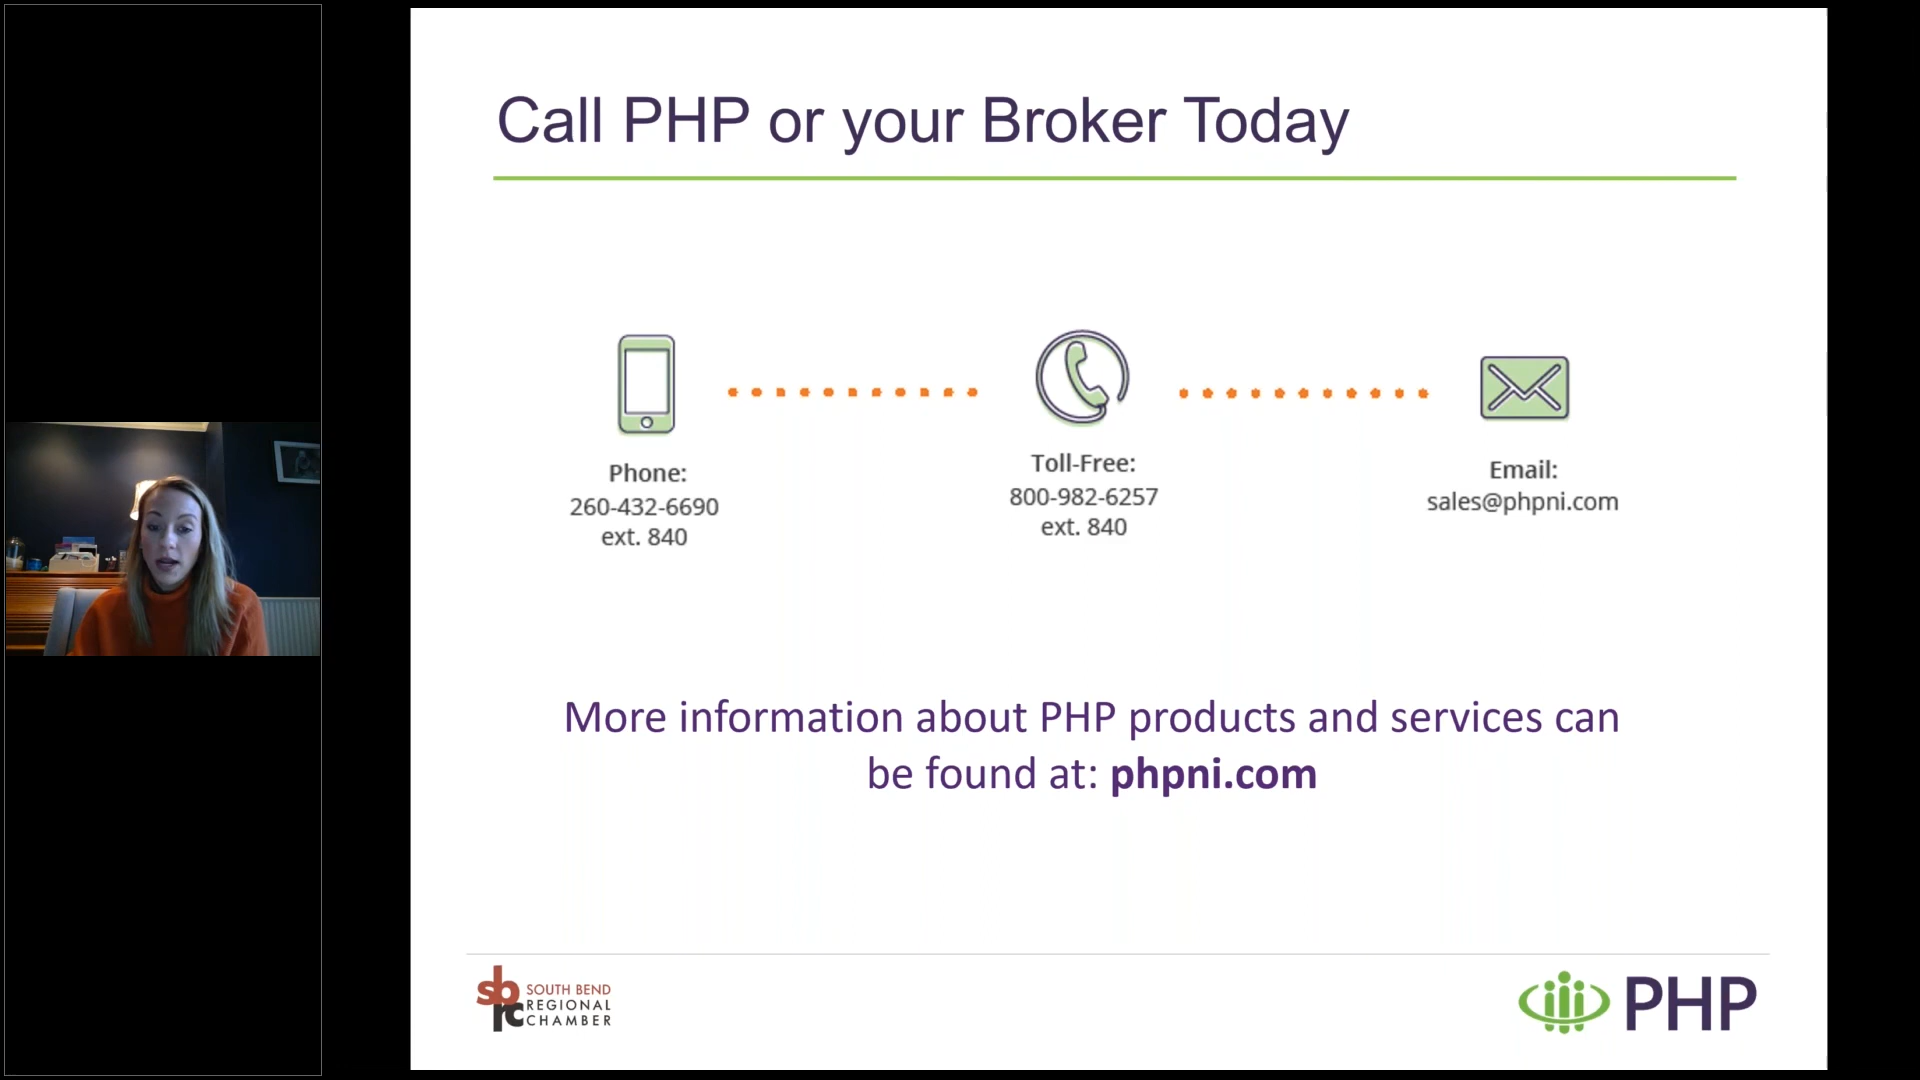 Call PHP or your Broker Today
Phone:
260-432-6690
ext. 840
Toll-Free:
800-982-6257
ext. 840
Email:
sales@phpni.com
More information about PHP products and services can
be found at: phpni.com
sbrc
SOUTH BEND
REGIONAL
CHAMBER
PHP